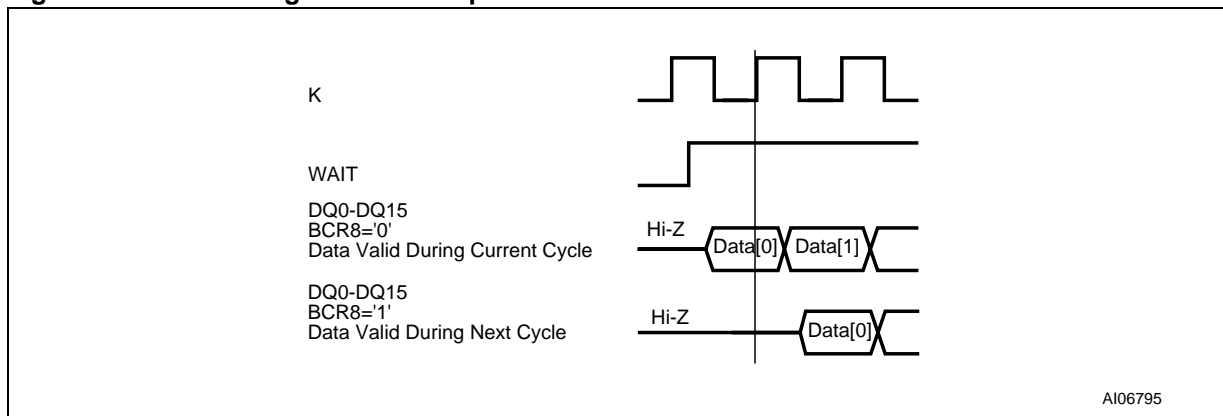 K
WAIT
DQ0-DQ15
BCR8='0'
Data Valid During Current Cycle
Hi-Z
Data[0]
Data[1]
DQ0-DQ15
BCR8='1'
Data Valid During Next Cycle
Hi-Z
Data[0]
AI06795